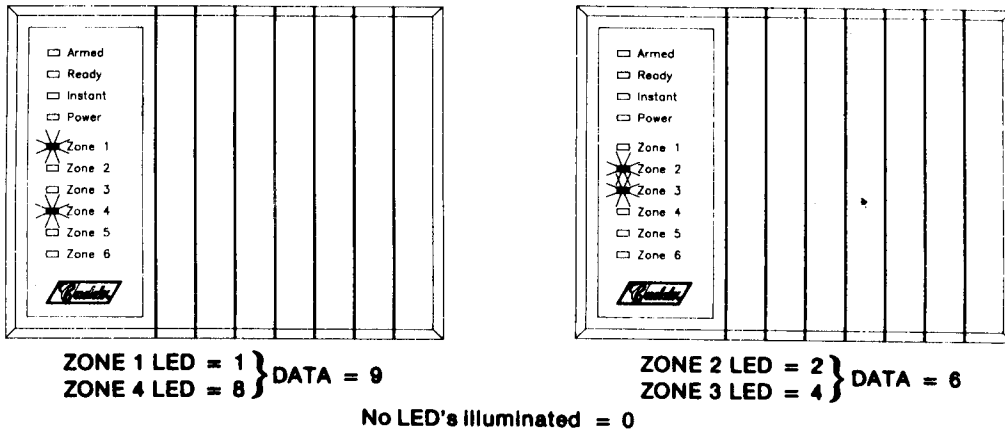 Armed
Ready
Instant
Power
Zone 1
Zone 2
Zone 3
Zone 4
Zone 5
Zone 6
Caddx
ZONE 1 LED = 1
ZONE 4 LED = 8
} DATA = 9
Armed
Ready
Instant
Power
Zone 1
Zone 2
Zone 3
Zone 4
Zone 5
Zone 6
Caddx
ZONE 2 LED = 2
ZONE 3 LED = 4
} DATA = 6
No LED's illuminated = 0